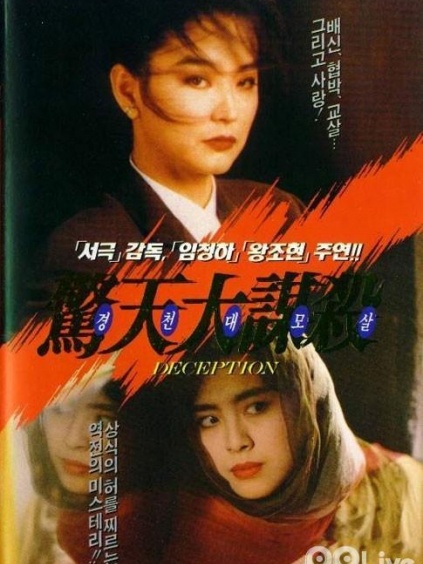 배신, 협박, 교살…
그리고 사랑!
「서극」감독, 「임청하」「왕조현」주연!!
驚天大謀殺
경천대모살
DECEPTION
상식의 허를 찌르는
역전의 미스테리!!